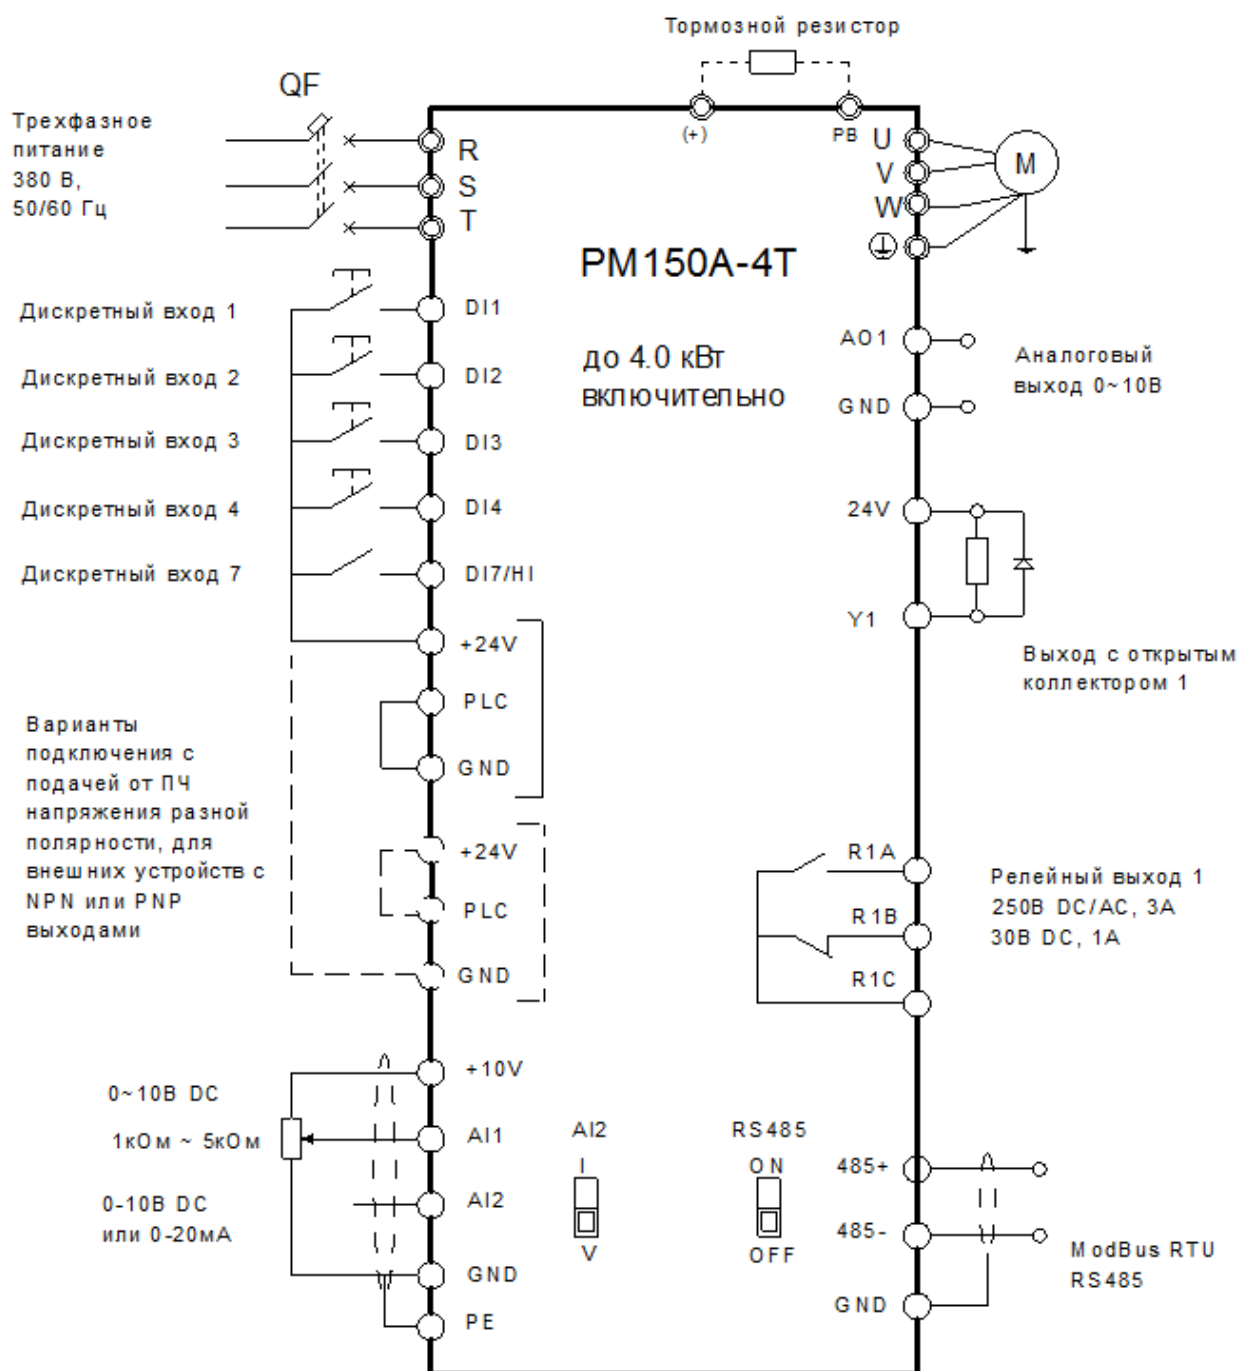 Тормозной резистор
QF
Трехфазное
питание
380 В,
50/60 Гц
(+)
PB
R
S
T
U
V
W
M
PM150A-4T
до 4.0 кВт
включительно
Дискретный вход 1
DI1
Дискретный вход 2
DI2
Дискретный вход 3
DI3
Дискретный вход 4
DI4
Дискретный вход 7
DI7/HI
+24V
PLC
GND
Варианты
подключения с
подачей от ПЧ
напряжения разной
полярности, для
внешних устройств с
NPN или PNP
выходами
+24V
PLC
GND
AO1
GND
Аналоговый
выход 0~10В
24V
Y1
Выход с открытым
коллектором 1
R1A
R1B
R1C
Релейный выход 1
250В DC/AC, 3А
30В DC, 1А
0~10В DC
1кОм ~ 5кОм
0-10В DC
или 0-20мА
+10V
AI1
AI2
GND
PE
AI2
I
V
RS485
ON
OFF
485+
485-
GND
ModBus RTU
RS485